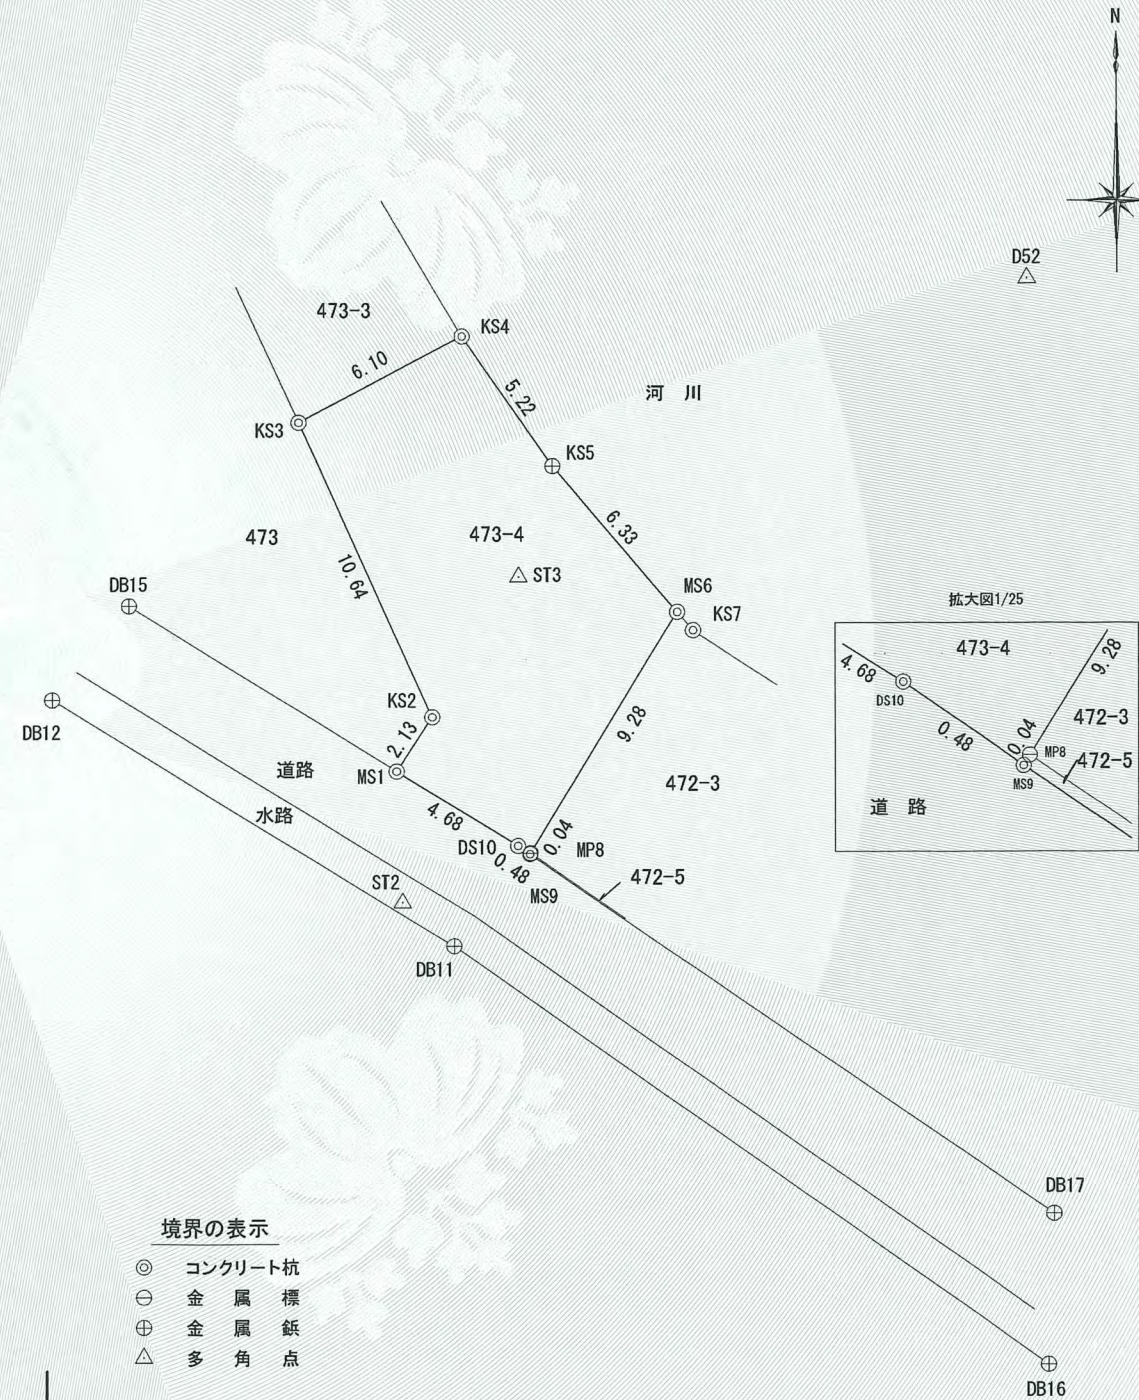 N
D52
473-3
KS4
6.10
5.22
河 川
KS3
KS5
473
473-4
6.33
10.64
ST3
DB15
MS6
KS7
KS2
DB12
2.13
9.28
道路
MS1
472-3
水路
4.68
DS10
0.04
MP8
0.48
472-5
ST2
MS9
DB11
拡大図1/25
473-4
4.68
9.28
DS10
472-3
0.48
0.04
MP8
472-5
MS9
道 路
DB17
DB16
境界の表示
コンクリート杭
金 属 標
金 属 鋲
多 角 点